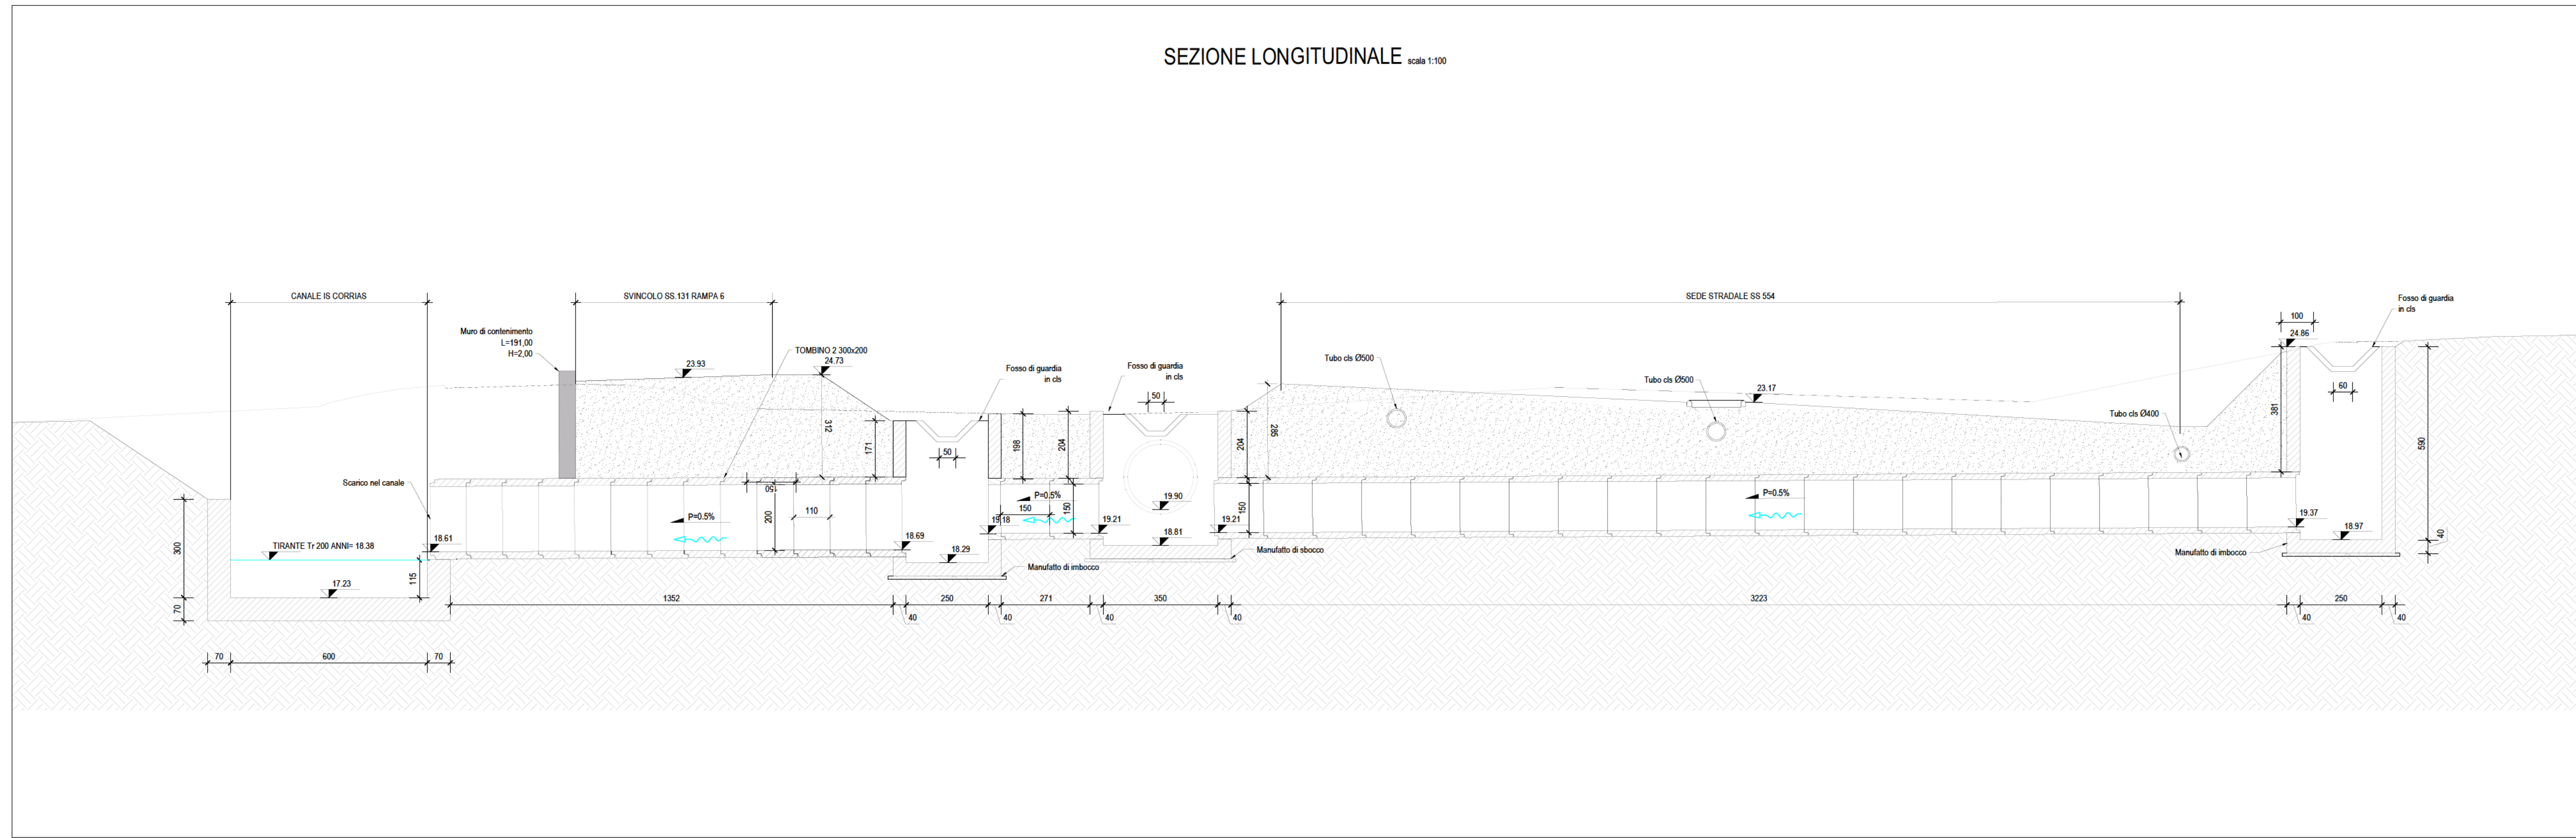 SEZIONE LONGITUDINALE scala 1:100
CANALE IS CORRIAS
SVINCOLO SS.131 RAMPA 6
SEDE STRADALE SS 554
Fosso di guardia
in cls
100
24.86
60
Muro di contenimento
L=191,00
H=2,00
23.93
TOMBINO 2 300x200
24.73
Fosso di guardia
in cls
Fosso di guardia
in cls
50
50
Tubo cls Ø500
Tubo cls Ø500
23.17
Tubo cls Ø400
312
171
198
204
204
285
381
590
Scarico nel canale
150
200
110
P=0.5%
P=0.5%
150
150
19.18
19.21
19.90
19.21
150
P=0.5%
19.37
18.97
40
300
TIRANTE Tr 200 ANNI= 18.38
18.61
18.69
18.29
18.81
Manufatto di sbocco
Manufatto di imbocco
Manufatto di imbocco
17.23
115
70
1352
250
271
350
3223
250
40
40
40
40
40
40
70
600
70